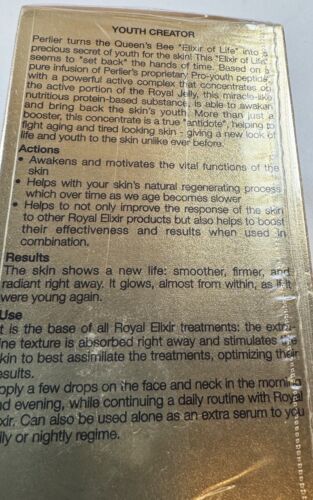 YOUTH CREATOR
Perlier turns the Queen's Bee "Elixir of Life" into a
precious secret of youth for the skin! This "Elixir of Life"
seems to "set back" the hands of time. Based on a
pure infusion of Perlier's proprietary Pro-youth peptide
with a powerful active complex that concentrates on
the active portion of the Royal Jelly, this miracle-like
nutritious protein-based substance, is able to awaken
and bring back the skin's youth. More than just a
booster, this concentrate is a true "antidote", helping to
fight aging and tired looking skin - giving a new look of
life and youth to the skin unlike ever before.
Actions
• Awakens and motivates the vital functions of the
skin
• Helps with your skin's natural regenerating process
which over time as we age becomes slower
• Helps to not only improve the response of the skin
to other Royal Elixir products but also helps to boost
their effectiveness and results when used in
combination.
Results
The skin shows a new life: smoother, firmer, and
radiant right away. It glows, almost from within, as if it
were young again.
Use
It is the base of all Royal Elixir treatments: the extra-
ine texture is absorbed right away and stimulates the
kin to best assimilate the treatments, optimizing their
esults.
pply a few drops on the face and neck in the morn
nd evening, while continuing a daily routine with Royal
lixir. Can also be used alone as an extra serum to you
ily or nightly regime.